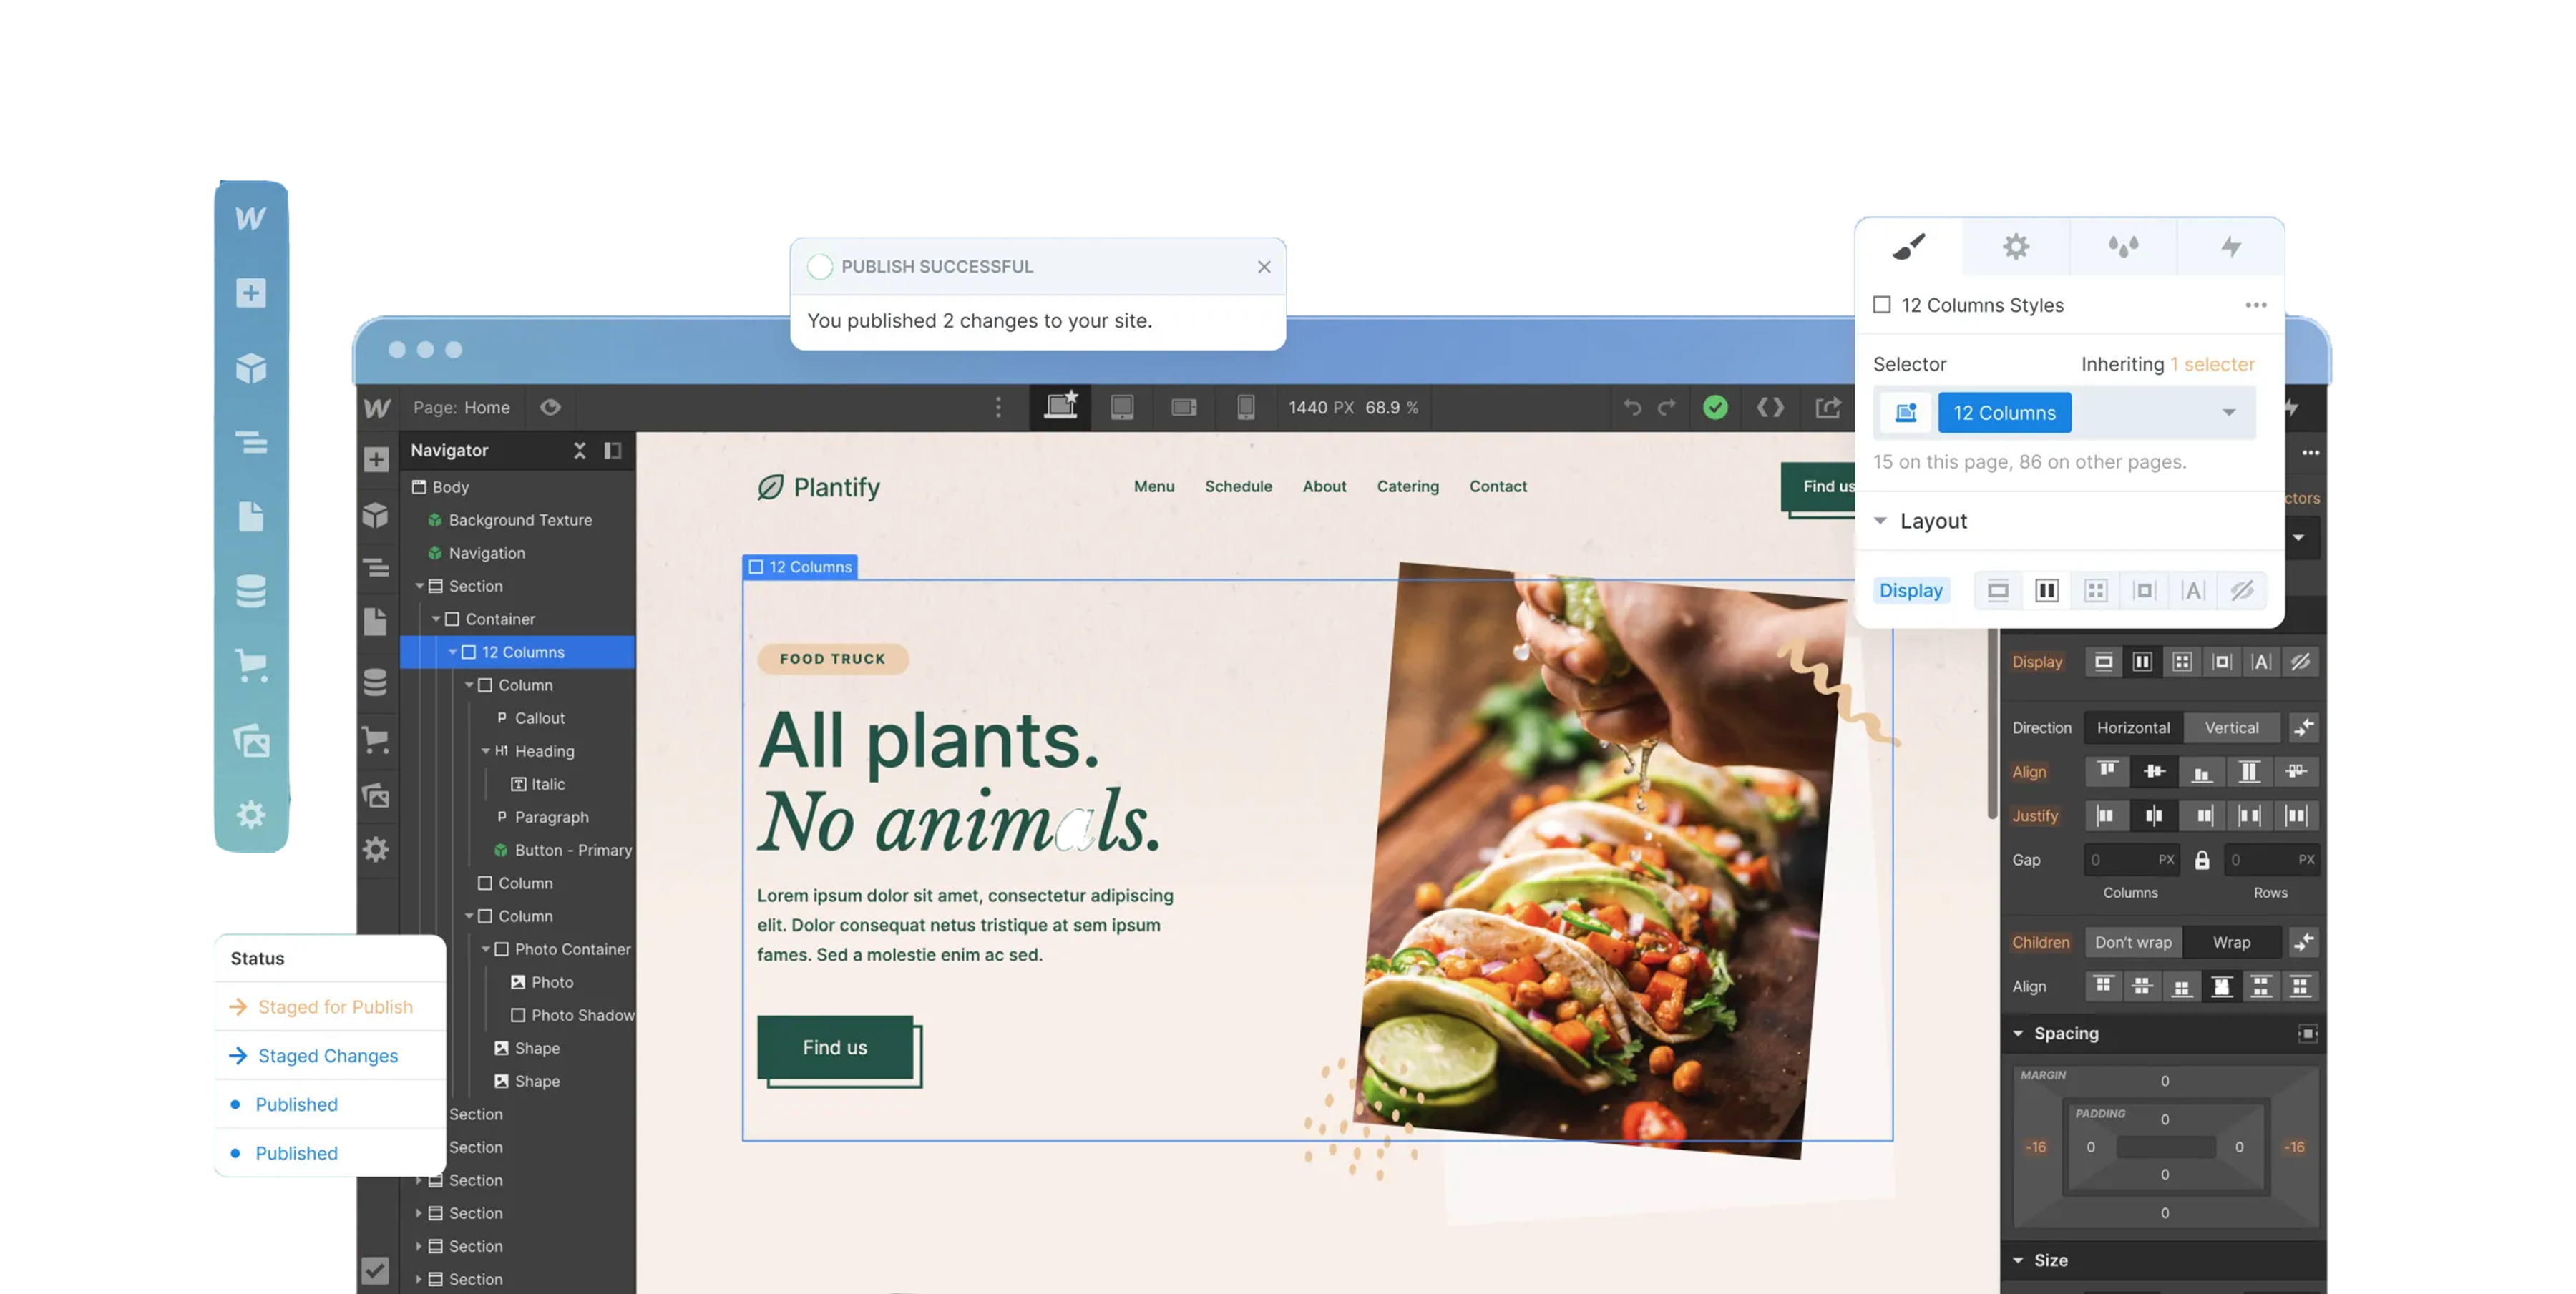 PUBLISH SUCCESSFUL
You published 2 changes to your site.
12 Columns Styles
Selector
Inheriting 1 selecter
12 Columns
15 on this page, 86 on other pages.
Layout
Display
Page: Home
1440 PX 68.9 %
Navigator
Body
Background Texture
Navigation
Section
Container
12 Columns
Column
P Callout
H1 Heading
T Italic
P Paragraph
Button - Primary
Column
Column
Photo Container
Photo
Photo Shadow
Shape
Shape
Section
Section
Section
Section
Section
Section
Status
Staged for Publish
Staged Changes
Published
Published
Plantify
Menu Schedule About Catering Contact
Find us
12 Columns
FOOD TRUCK
All plants.
No animals.
Lorem ipsum dolor sit amet, consectetur adipiscing
elit. Dolor consequat netus tristique at sem ipsum
fames. Sed a molestie enim ac sed.
Find us
ctors
Display
Direction Horizontal Vertical
Align
Justify
Gap 0 PX 0 PX
Columns Rows
Children Don't wrap Wrap
Align
Spacing
MARGIN
0
PADDING
0
-16 0 0 -16
0
0
Size